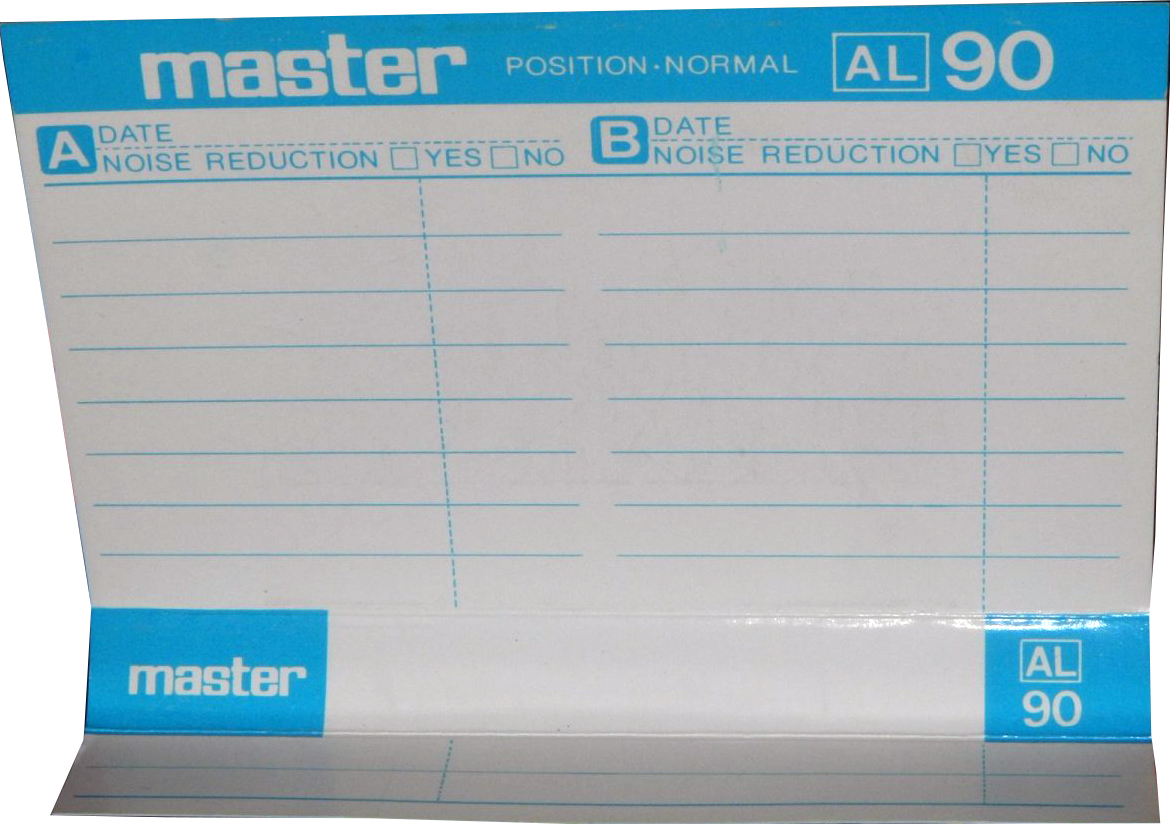 master POSITION·NORMAL AL 90
A DATE
NOISE REDUCTION YES NO
B DATE
NOISE REDUCTION YES NO
master
AL
90